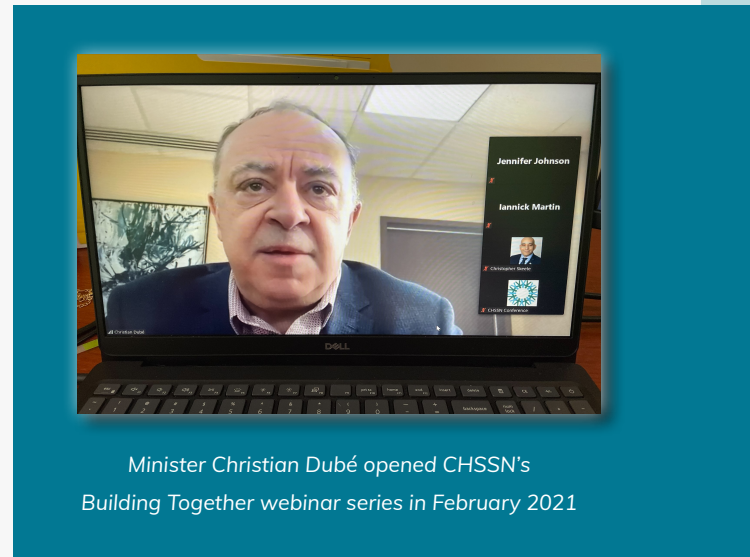 Jennifer Johnson
Iannick Martin
Christopher Skeete
CHSSN Conference
Christian Dubé
DELL
backspace
Minister Christian Dubé opened CHSSN's
Building Together webinar series in February 2021